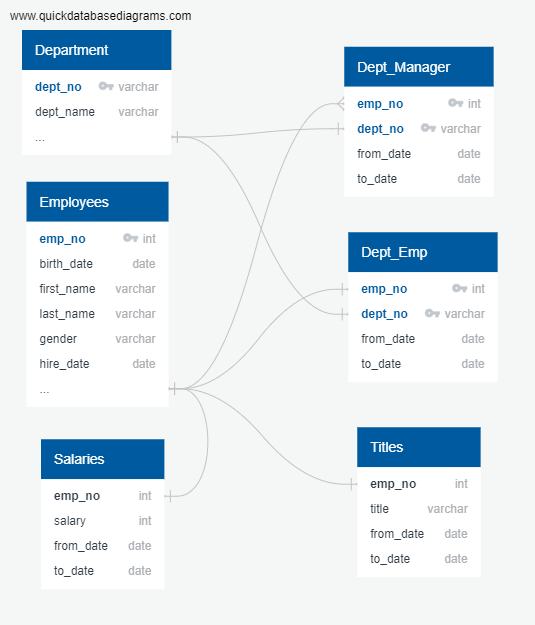 www.quickdatabasediagrams.com
Department
dept_no varchar
dept_name varchar
...
Employees
emp_no int
birth_date date
first_name varchar
last_name varchar
gender varchar
hire_date date
...
Salaries
emp_no int
salary int
from_date date
to_date date
Dept_Manager
emp_no int
dept_no varchar
from_date date
to_date date
Dept_Emp
emp_no int
dept_no varchar
from_date date
to_date date
Titles
emp_no int
title varchar
from_date date
to_date date